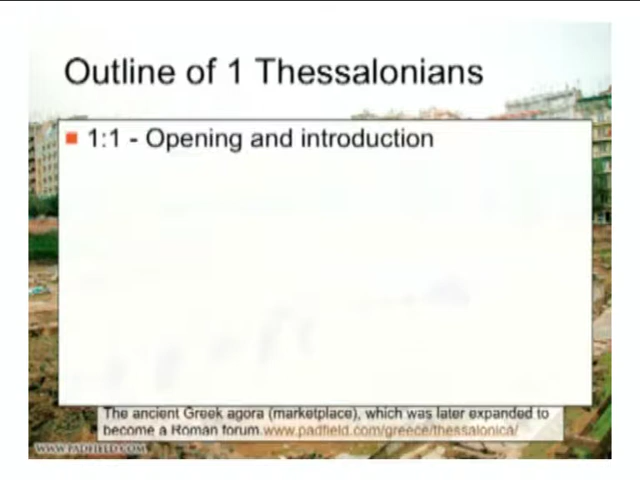 Outline of 1 Thessalonians
1:1 - Opening and introduction
The ancient Greek agora (marketplace), which was later expanded to
become a Roman forum.www.padfield.com/greece/thessalonica/
WWW.PADFIELD.COM